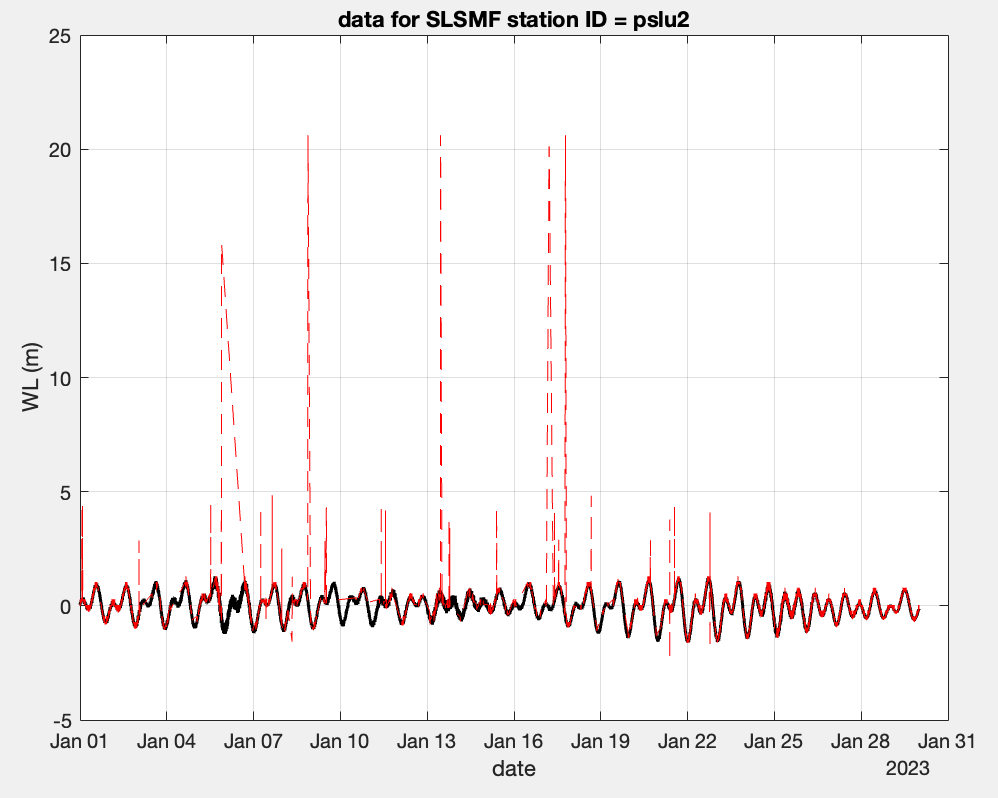 data for SLSMF station ID = pslu2
25
20
15
10
5
0
-5
WL (m)
Jan 01 Jan 04 Jan 07 Jan 10 Jan 13 Jan 16 Jan 19 Jan 22 Jan 25 Jan 28 Jan 31
date
2023